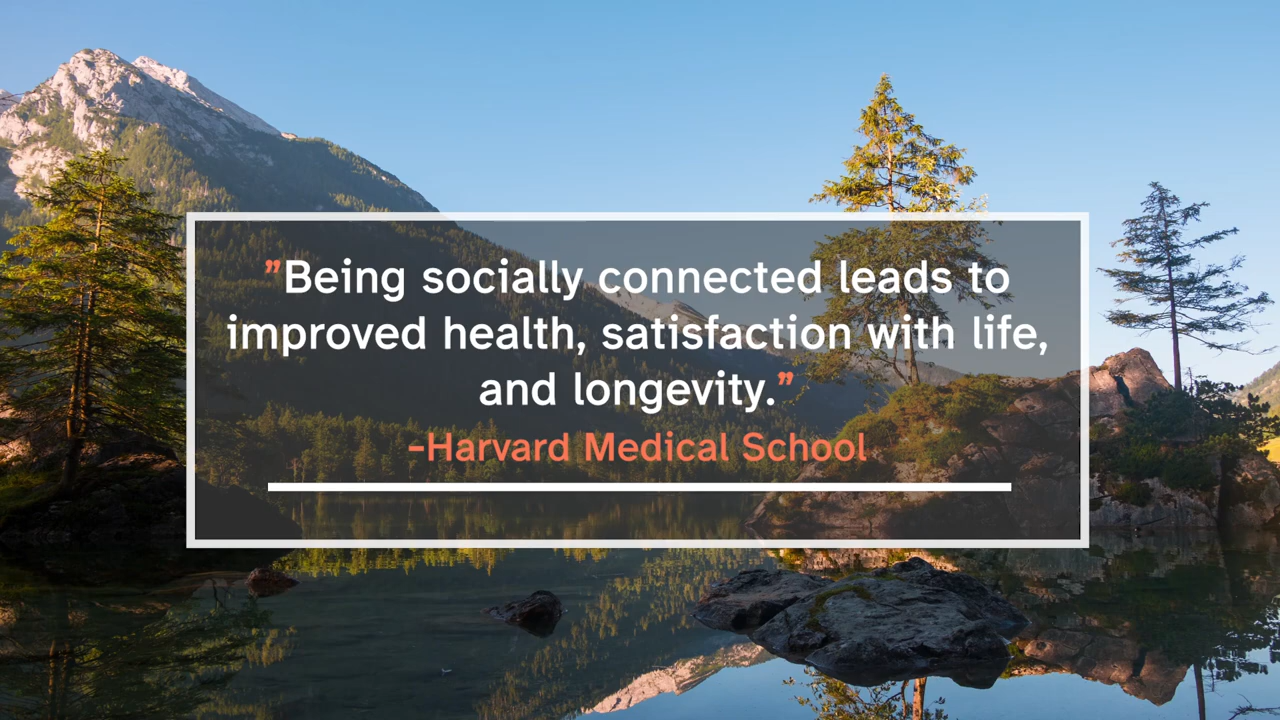 ”Being socially connected leads to
improved health, satisfaction with life,
and longevity.”
-Harvard Medical School